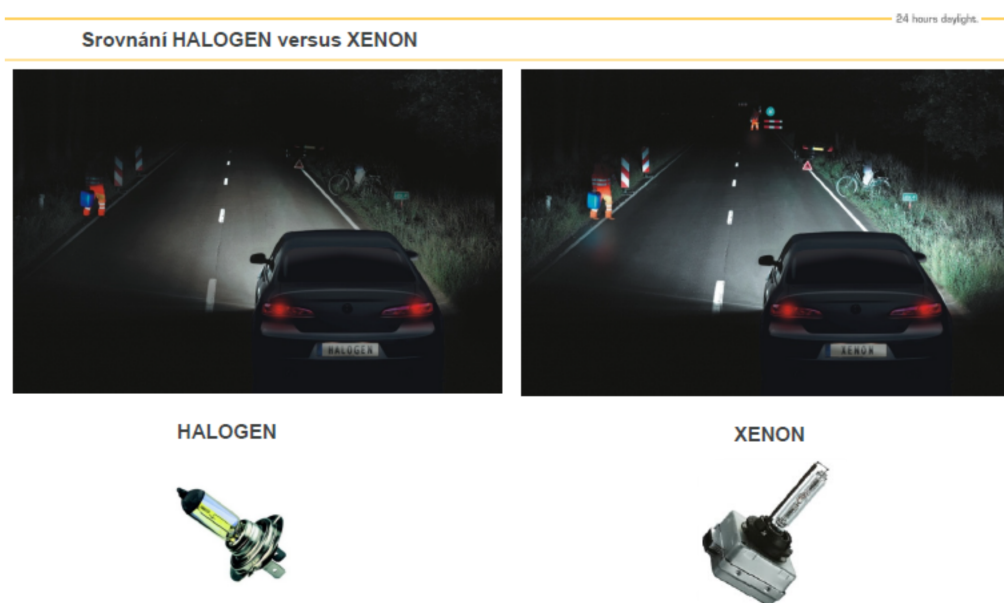 24 hours daylight.
Srovnání HALOGEN versus XENON
HALOGEN
XENON
HALOGEN
XENON